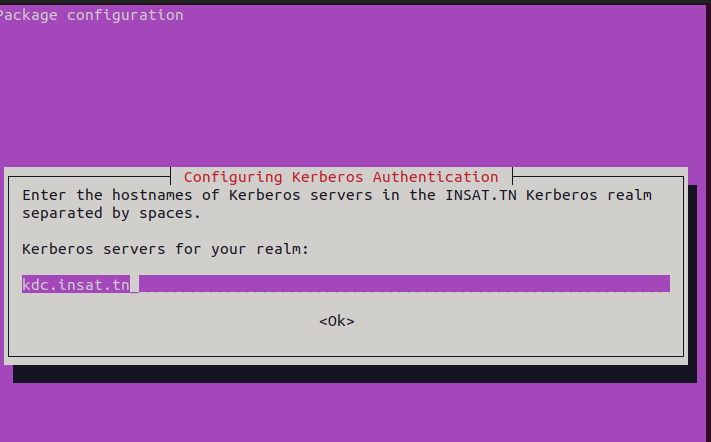 Package configuration
Configuring Kerberos Authentication
Enter the hostnames of Kerberos servers in the INSAT.TN Kerberos realm
separated by spaces.
Kerberos servers for your realm:
kdc.insat.tn
<Ok>